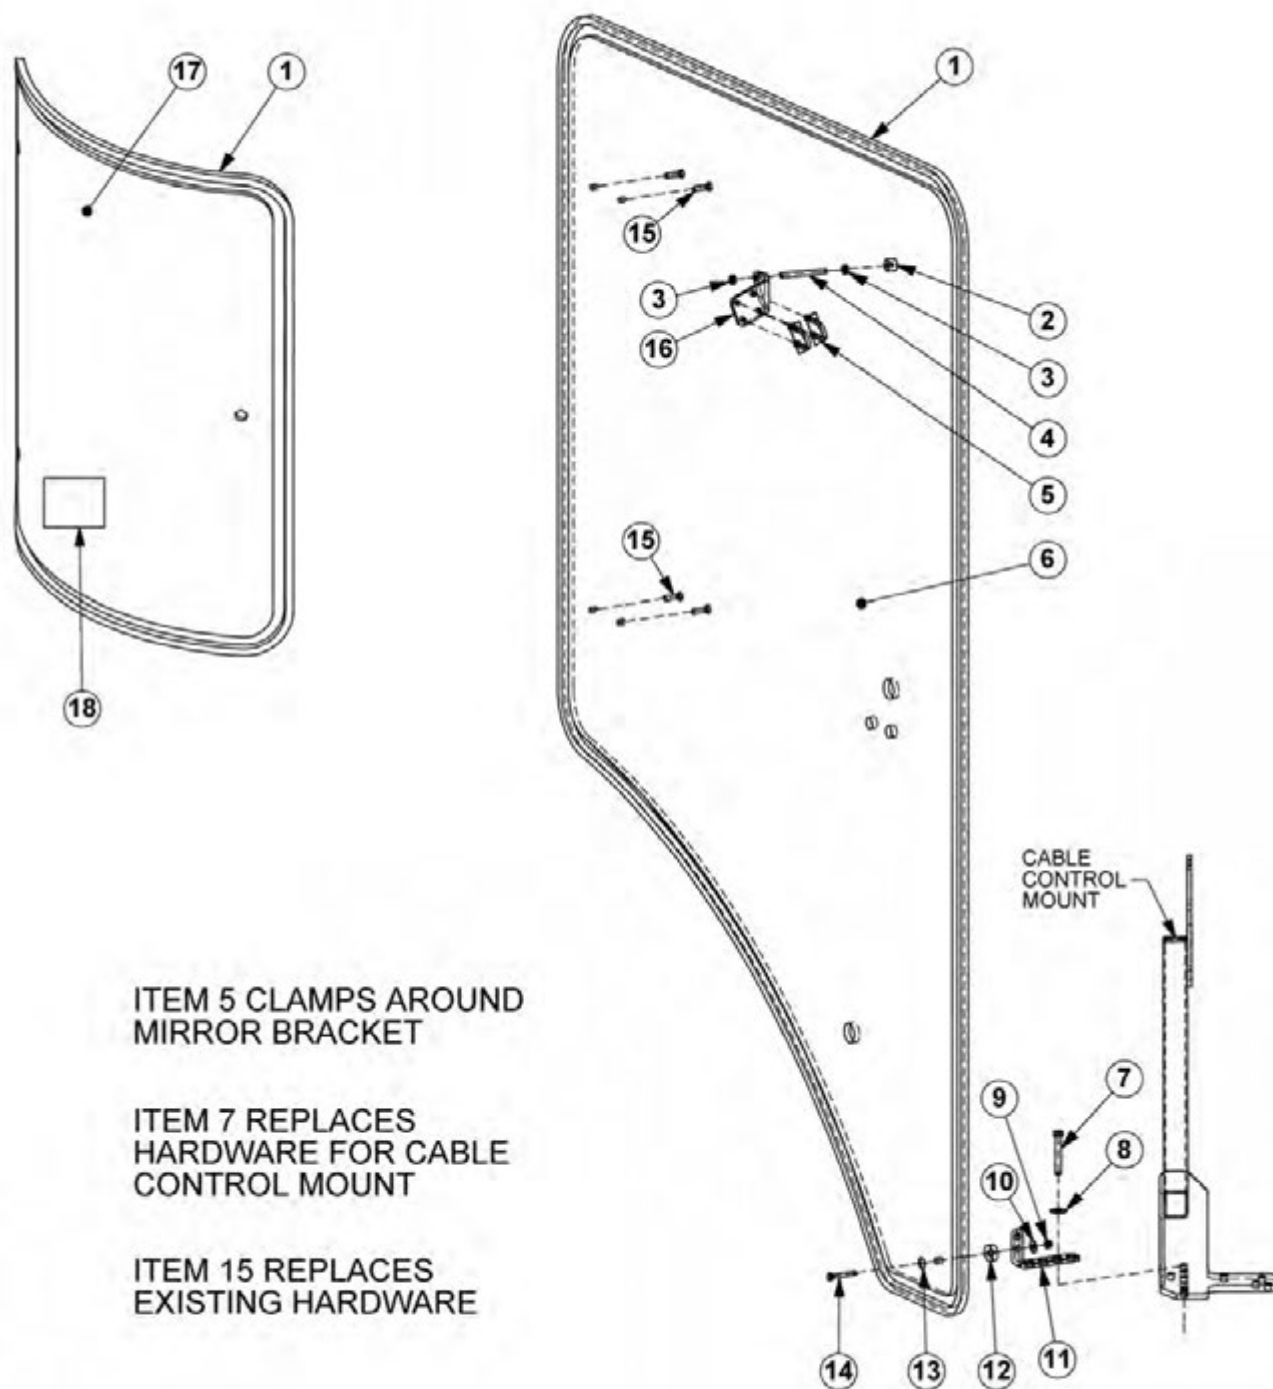 17
1
1
15
3
2
16
3
4
5
15
6
18
CABLE
CONTROL
MOUNT
ITEM 5 CLAMPS AROUND
MIRROR BRACKET
7
9
8
ITEM 7 REPLACES
HARDWARE FOR CABLE
CONTROL MOUNT
10
ITEM 15 REPLACES
EXISTING HARDWARE
14
13
12
11